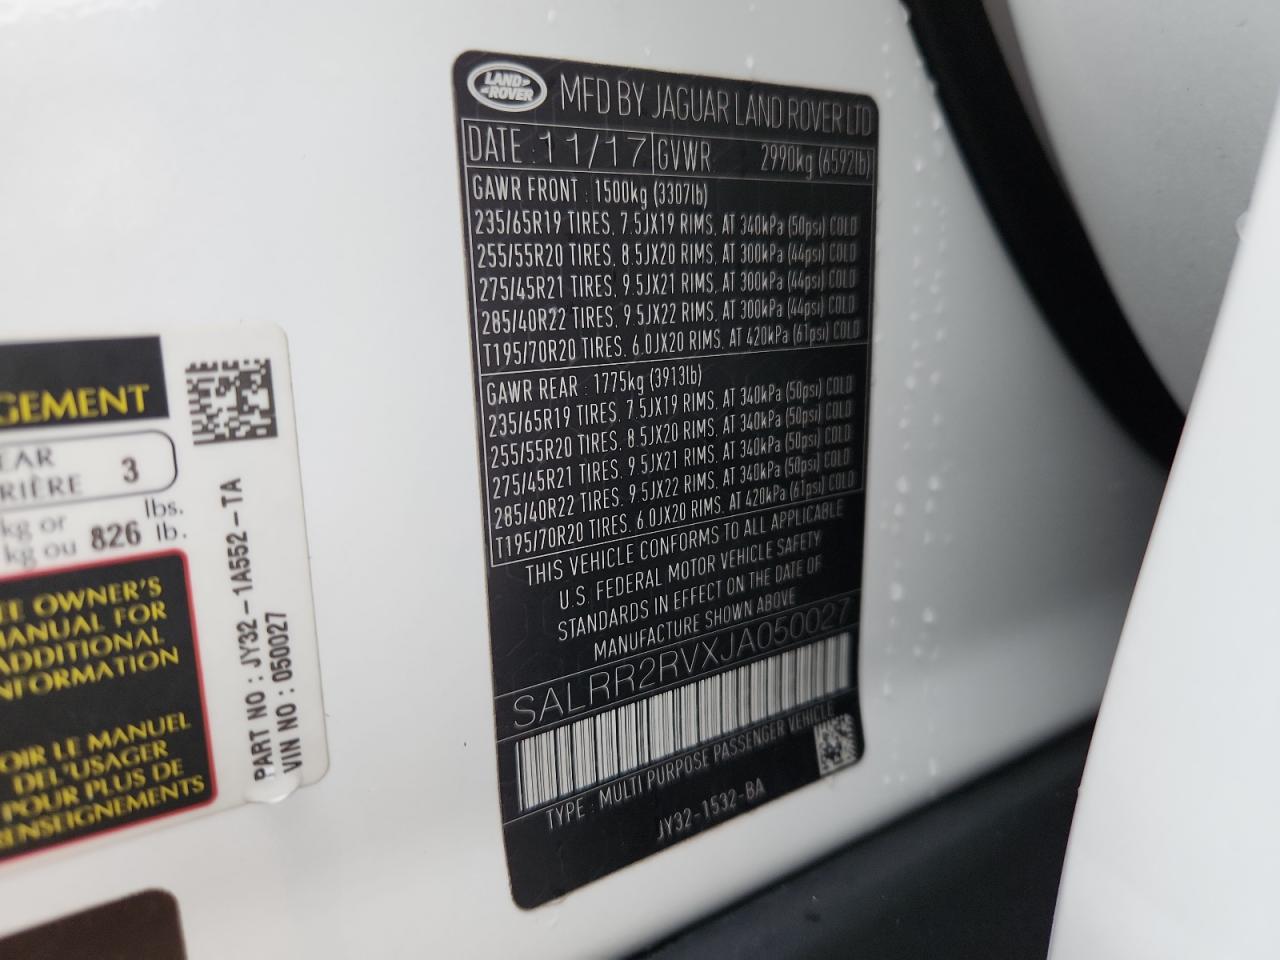 LAND ROVER
MFD BY JAGUAR LAND ROVER LTD
DATE : 11/17 GVWR 2990kg (6592lb)
GAWR FRONT : 1500kg (3307lb)
235/65R19 TIRES, 7.5JX19 RIMS, AT 340kPa (50psi) COLD
255/55R20 TIRES, 8.5JX20 RIMS, AT 300kPa (44psi) COLD
275/45R21 TIRES, 9.5JX21 RIMS, AT 300kPa (44psi) COLD
285/40R22 TIRES, 9.5JX22 RIMS, AT 300kPa (44psi) COLD
T195/70R20 TIRES, 6.0JX20 RIMS, AT 420kPa (61psi) COLD
GAWR REAR : 1775kg (3913lb)
235/65R19 TIRES, 7.5JX19 RIMS, AT 340kPa (50psi) COLD
255/55R20 TIRES, 8.5JX20 RIMS, AT 340kPa (50psi) COLD
275/45R21 TIRES, 9.5JX21 RIMS, AT 340kPa (50psi) COLD
285/40R22 TIRES, 9.5JX22 RIMS, AT 340kPa (50psi) COLD
T195/70R20 TIRES, 6.0JX20 RIMS, AT 420kPa (61psi) COLD
THIS VEHICLE CONFORMS TO ALL APPLICABLE
U.S. FEDERAL MOTOR VEHICLE SAFETY
STANDARDS IN EFFECT ON THE DATE OF
MANUFACTURE SHOWN ABOVE
SALRR2RVXJA050027
TYPE : MULTI PURPOSE PASSENGER VEHICLE
JY32-1532-BA
GEMENT
EAR
RIÈRE 3
kg or lbs.
kg ou 826 lb.
TE OWNER'S
MANUAL FOR
ADDITIONAL
NFORMATION
OIR LE MANUEL
DEL'USAGER
POUR PLUS DE
RENSEIGNEMENTS
PART NO : JY32-1A552-TA
VIN NO : 050027